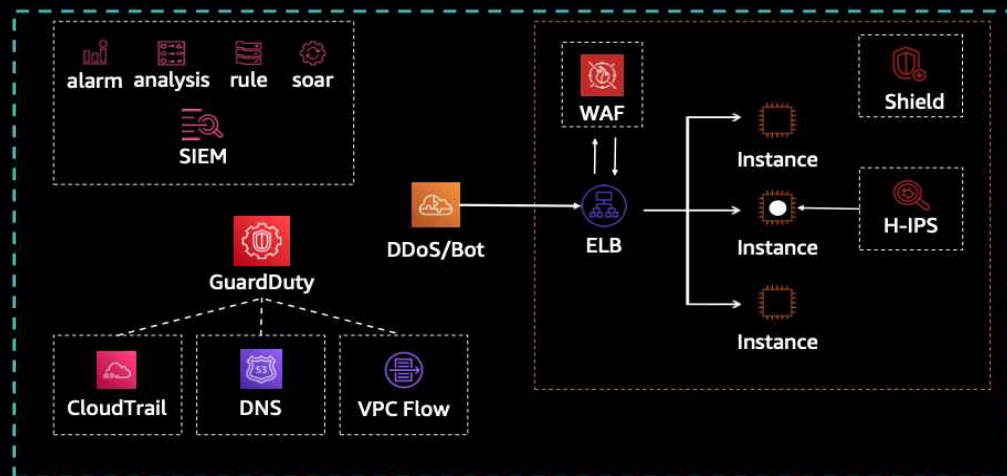 alarm analysis rule soar
SIEM
WAF
Shield
Instance
H-IPS
Instance
DDoS/Bot
ELB
GuardDuty
Instance
CloudTrail
53
DNS
VPC Flow